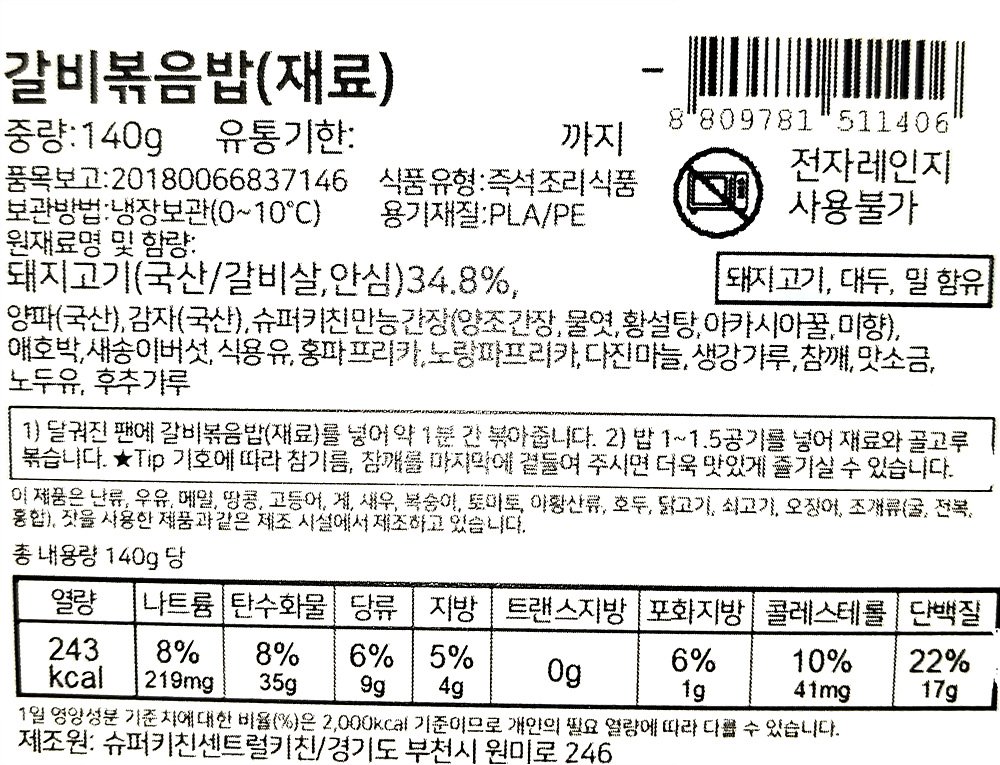 갈비볶음밥(재료)
8 809781 511406
중량:140g 유통기한: 까지
전자레인지
사용불가
품목보고:20180066837146 식품유형:즉석조리식품
보관방법:냉장보관(0~10℃) 용기재질:PLA/PE
원재료명 및 함량:
돼지고기(국산/갈비살,안심)34.8%,
돼지고기, 대두, 밀 함유
양파(국산),감자(국산),슈퍼키친만능간장(양조간장,물엿,황설탕,아카시아꿀,미향),
애호박,새송이버섯,식용유,홍파프리카,노랑파프리카,다진마늘,생강가루,참깨,맛소금,
노두유, 후추가루
1) 달궈진 팬에 갈비볶음밥(재료)를 넣어 약 1분 간 볶아줍니다. 2) 밥 1~1.5공기를 넣어 재료와 골고루
볶습니다. ★Tip 기호에 따라 참기름, 참깨를 마지막에 곁들여 주시면 더욱 맛있게 즐기실 수 있습니다.
이 제품은 난류, 우유, 메밀, 땅콩, 고등어, 게, 새우, 복숭아, 토마토, 아황산류, 호두, 닭고기, 쇠고기, 오징어, 조개류(굴, 전복,
홍합), 잣을 사용한 제품과 같은 제조 시설에서 제조하고 있습니다.
총 내용량 140g 당
열량 나트륨 탄수화물 당류 지방 트랜스지방 포화지방 콜레스테롤 단백질
243 8% 8% 6% 5% 0g 6% 10% 22%
kcal 219mg 35g 9g 4g 1g 41mg 17g
1일 영양성분 기준치에 대한 비율(%)은 2,000kcal 기준이므로 개인의 필요 열량에 따라 다를 수 있습니다.
제조원: 슈퍼키친센트럴키친/경기도 부천시 원미로 246